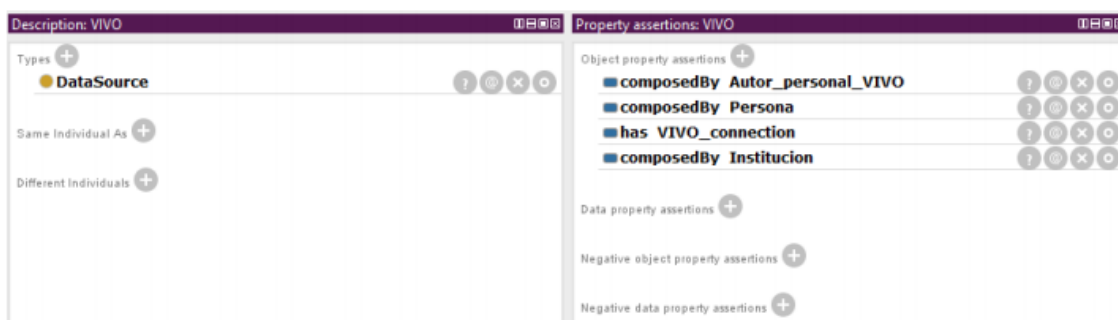 Description: VIVO
Types
DataSource
Same Individual As
Different Individuals
Property assertions: VIVO
Object property assertions
composedBy Autor_personal_VIVO
composedBy Persona
has VIVO_connection
composedBy Institucion
Data property assertions
Negative object property assertions
Negative data property assertions